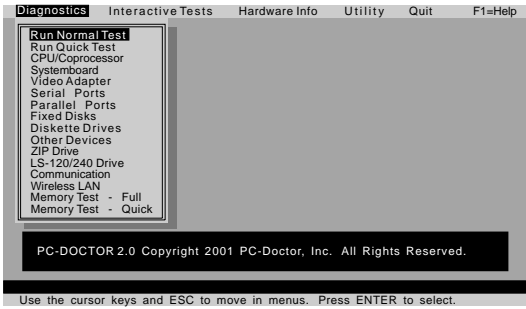 Diagnostics Interactive Tests Hardware Info Utility Quit F1=Help
Run Normal Test
Run Quick Test
CPU/Coprocessor
Systemboard
Video Adapter
Serial Ports
Parallel Ports
Fixed Disks
Diskette Drives
Other Devices
ZIP Drive
LS-120/240 Drive
Communication
Wireless LAN
Memory Test - Full
Memory Test - Quick
PC-DOCTOR 2.0 Copyright 2001 PC-Doctor, Inc. All Rights Reserved.
Use the cursor keys and ESC to move in menus. Press ENTER to select.